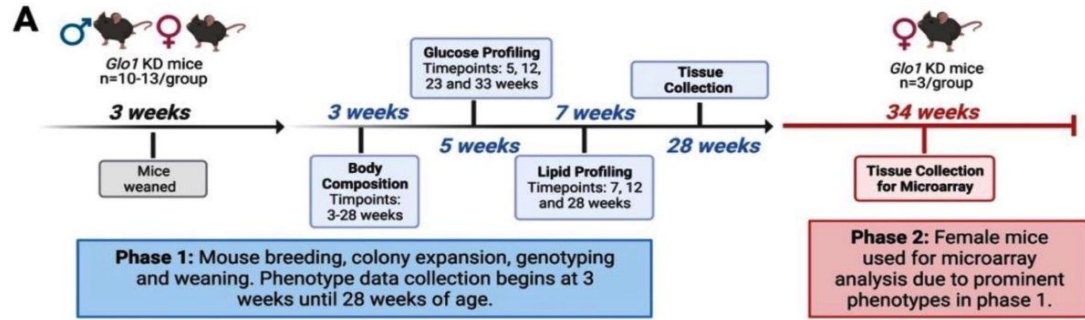 A
Glo1 KD mice
n=10-13/group
3 weeks
Mice
weaned
3 weeks
Body
Composition
Timpoints:
3-28 weeks
Glucose Profiling
Timepoints: 5, 12,
23 and 33 weeks
5 weeks
7 weeks
Lipid Profiling
Timepoints: 7, 12
and 28 weeks
Tissue
Collection
28 weeks
Glo1 KD mice
n=3/group
34 weeks
Tissue Collection
for Microarray
Phase 1: Mouse breeding, colony expansion, genotyping
and weaning. Phenotype data collection begins at 3
weeks until 28 weeks of age.
Phase 2: Female mice
used for microarray
analysis due to prominent
phenotypes in phase 1.